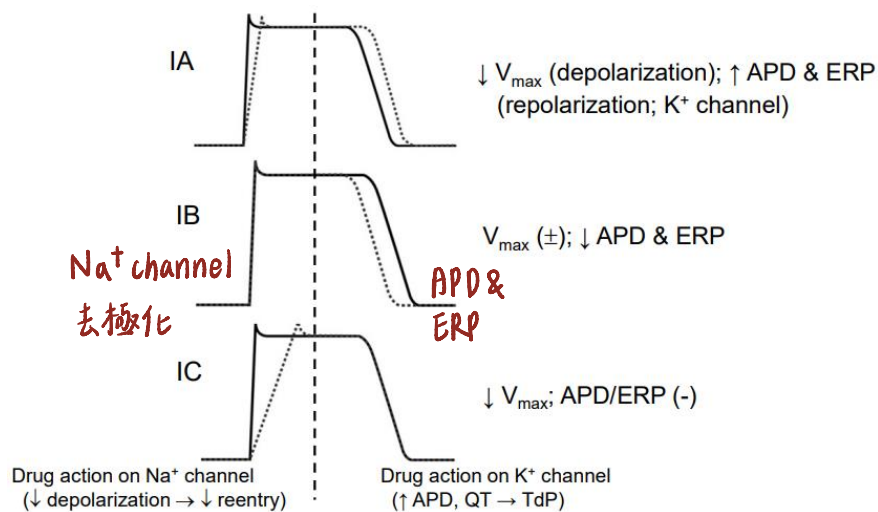 IA
↓ Vmax (depolarization); ↑ APD & ERP
(repolarization; K+ channel)
IB
Vmax (±); ↓ APD & ERP
Na+ channel
去極化
APD &
ERP
IC
↓ Vmax; APD/ERP (-)
Drug action on Na+ channel
(↓ depolarization → ↓ reentry)
Drug action on K+ channel
(↑ APD, QT → TdP)